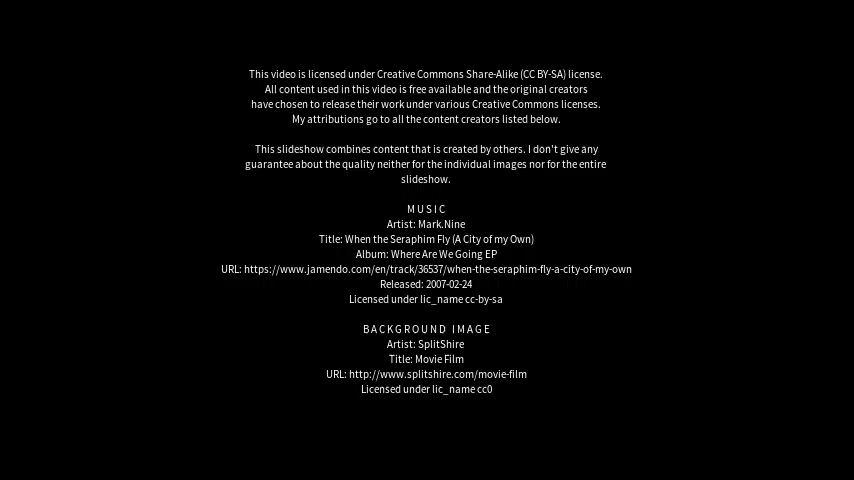 This video is licensed under Creative Commons Share-Alike (CC BY-SA) license.
All content used in this video is free available and the original creators
have chosen to release their work under various Creative Commons licenses.
My attributions go to all the content creators listed below.
This slideshow combines content that is created by others. I don't give any
guarantee about the quality neither for the individual images nor for the entire
slideshow.
MUSIC
Artist: Mark.Nine
Title: When the Seraphim Fly (A City of my Own)
Album: Where Are We Going EP
URL: https://www.jamendo.com/en/track/36537/when-the-seraphim-fly-a-city-of-my-own
Released: 2007-02-24
Licensed under lic_name cc-by-sa
BACKGROUND IMAGE
Artist: SplitShire
Title: Movie Film
URL: http://www.splitshire.com/movie-film
Licensed under lic_name cc0